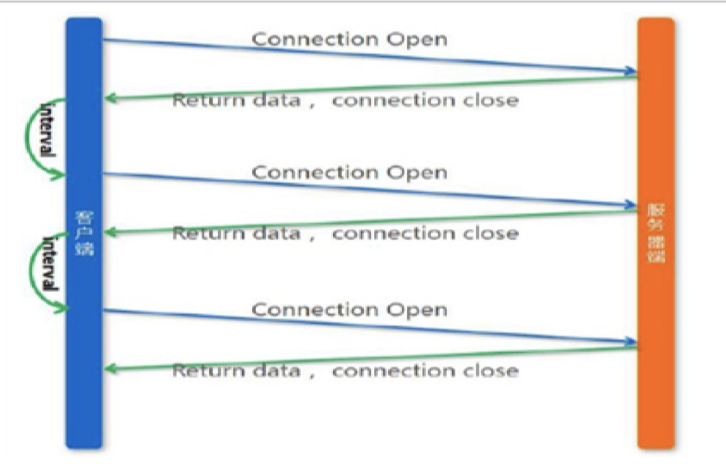 Connection Open
Return data ,  connection close
interval
Connection Open
客户端
服务器端
Return data ,  connection close
interval
Connection Open
Return data ,  connection close